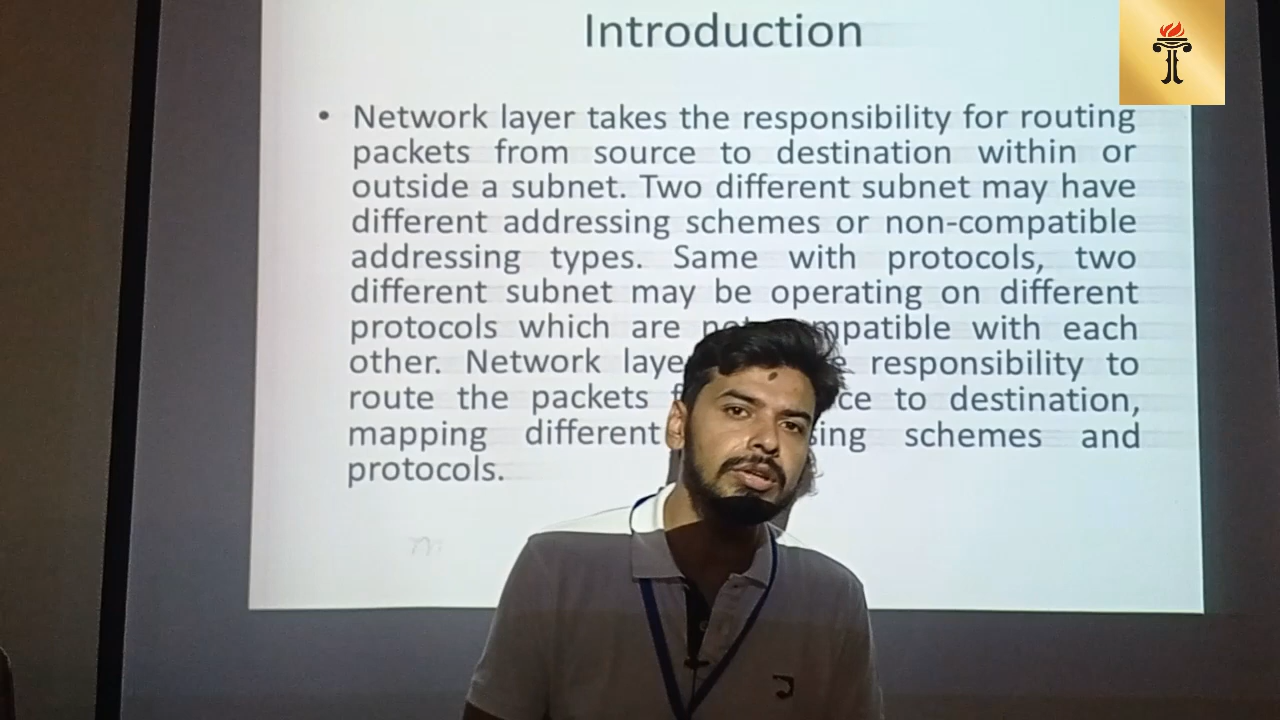 Introduction
• Network layer takes the responsibility for routing
packets from source to destination within or
outside a subnet. Two different subnet may have
different addressing schemes or non-compatible
addressing types. Same with protocols, two
different subnet may be operating on different
protocols which are not compatible with each
other. Network layer responsibility to
route the packets to destination,
mapping different schemes and
protocols.